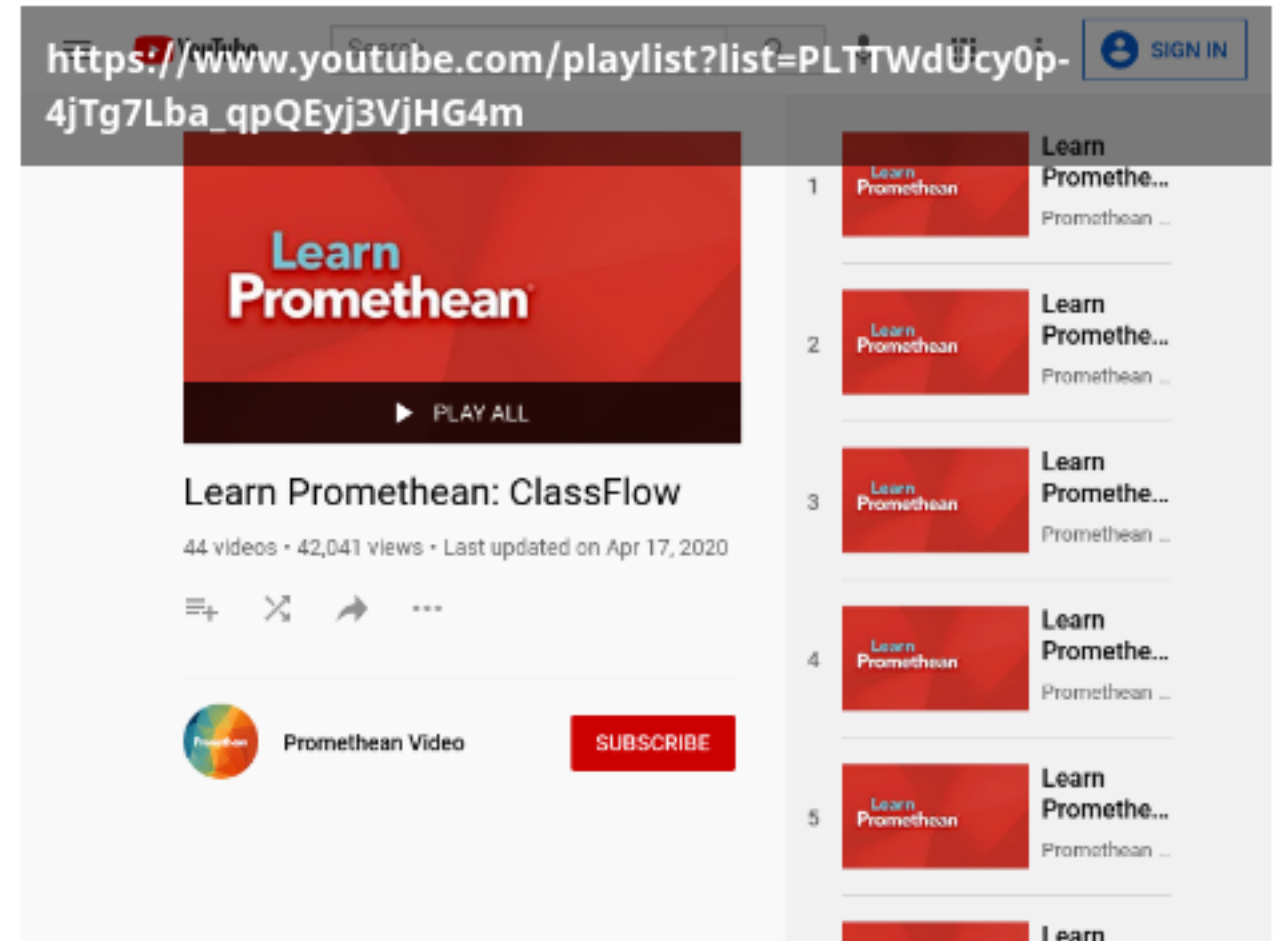 https://www.youtube.com/playlist?list=PLTTWdUcy0p-
4jTg7Lba_qpQEyj3VjHG4m
YouTube
Search
SIGN IN
Learn
Promethean
PLAY ALL
Learn Promethean: ClassFlow
44 videos • 42,041 views • Last updated on Apr 17, 2020
Promethean Video
SUBSCRIBE
1
Learn
Promethean
Learn
Promethe...
Promethean ...
2
Learn
Promethean
Learn
Promethe...
Promethean ...
3
Learn
Promethean
Learn
Promethe...
Promethean ...
4
Learn
Promethean
Learn
Promethe...
Promethean ...
5
Learn
Promethean
Learn
Promethe...
Promethean ...
Learn